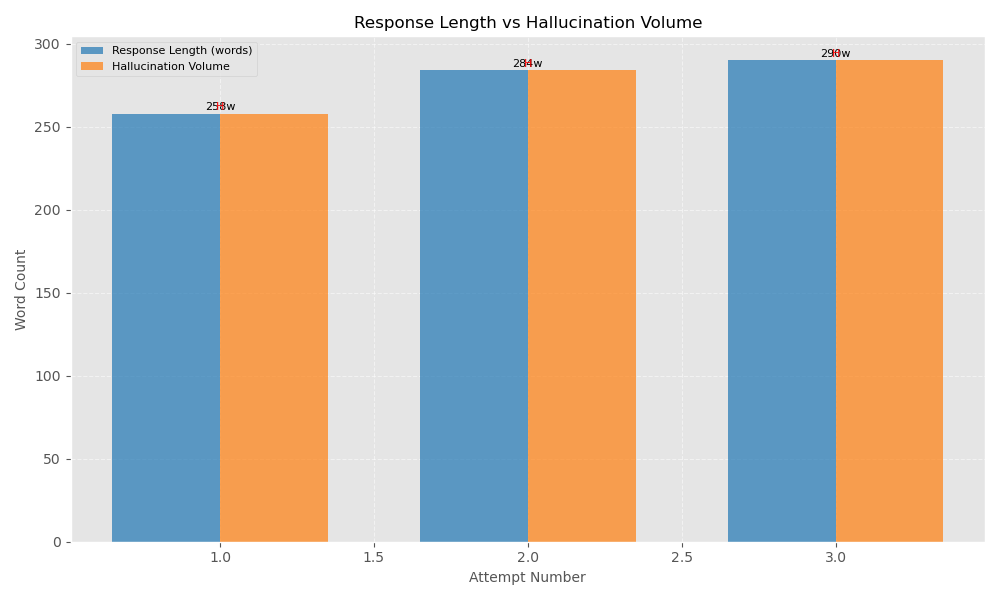 Response Length vs Hallucination Volume
Response Length (words)
Hallucination Volume
258w
284w
290w
Word Count
300
250
200
150
100
50
0
1.0 1.5 2.0 2.5 3.0
Attempt Number